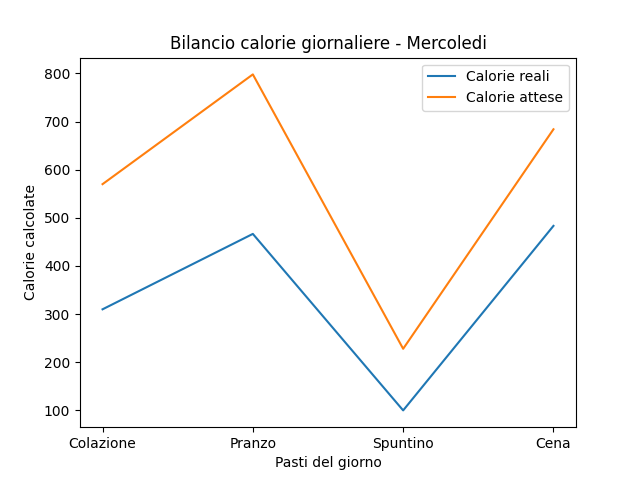 Bilancio calorie giornaliere - Mercoledi
Calorie reali
Calorie attese
800
700
600
500
400
300
200
100
Calorie calcolate
Colazione Pranzo Spuntino Cena
Pasti del giorno